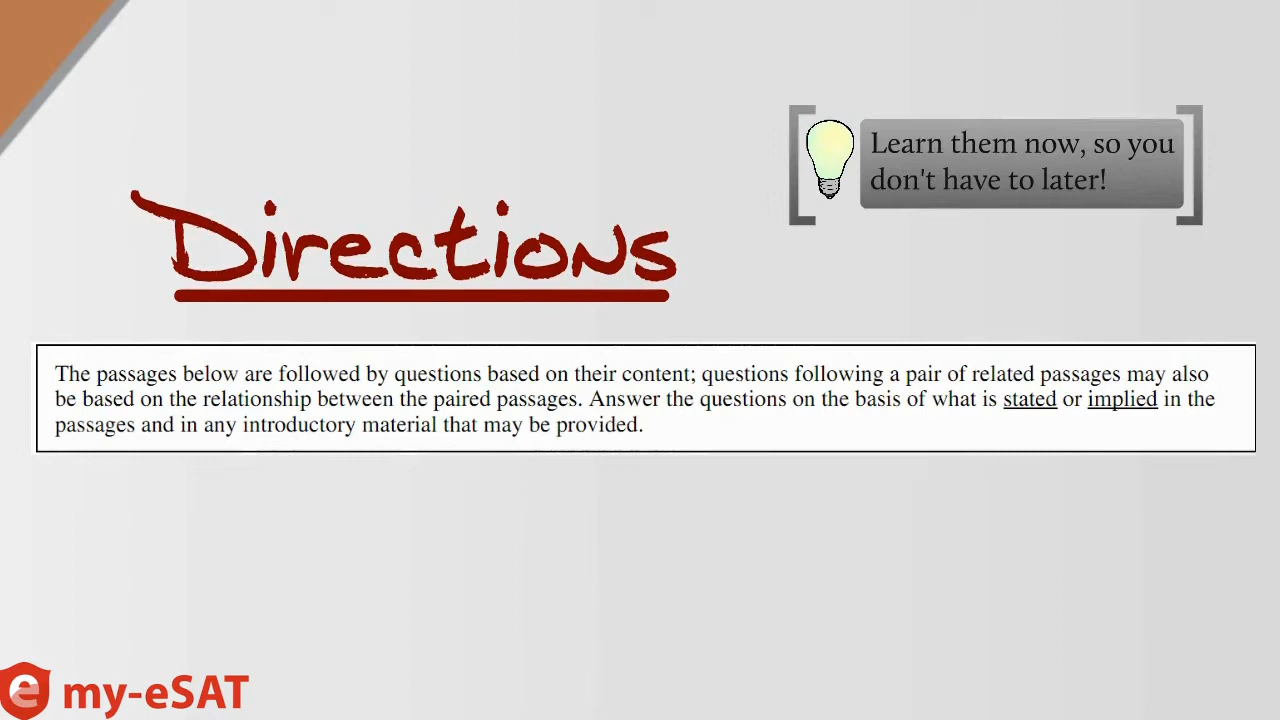 Learn them now, so you
don't have to later!
Directions
The passages below are followed by questions based on their content; questions following a pair of related passages may also
be based on the relationship between the paired passages. Answer the questions on the basis of what is stated or implied in the
passages and in any introductory material that may be provided.
e my-eSAT